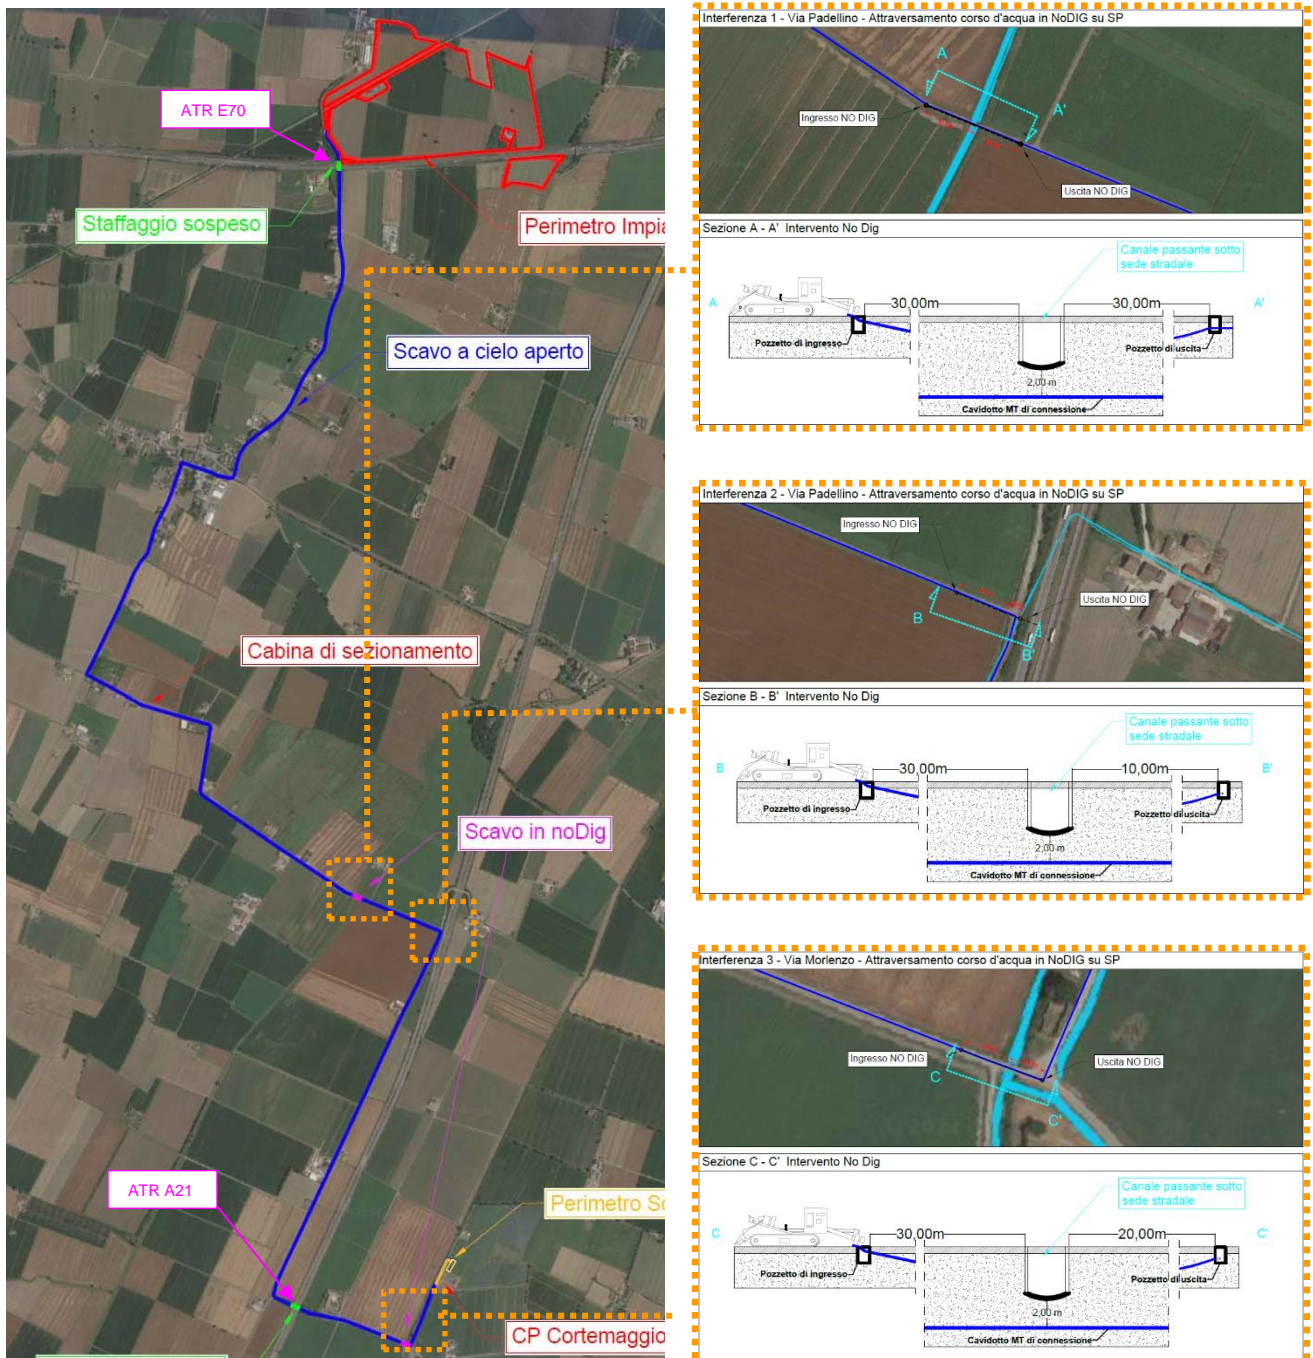 ATR E70
Staffaggio sospeso
Perimetro Impia
Scavo a cielo aperto
Cabina di sezionamento
Scavo in noDig
ATR A21
Perimetro So
CP Cortemaggio
Interferenza 1 - Via Padellino - Attraversamento corso d'acqua in NoDIG su SP
A
A'
Ingresso NO DIG
Uscita NO DIG
Sezione A - A' Intervento No Dig
Canale passante sotto
sede stradale
A
30,00m
30,00m
A'
Pozzetto di ingresso
Pozzetto di uscita
2,00 m
Cavidotto MT di connessione
Interferenza 2 - Via Padellino - Attraversamento corso d'acqua in NoDIG su SP
Ingresso NO DIG
Uscita NO DIG
B
B'
Sezione B - B' Intervento No Dig
Canale passante sotto
sede stradale
B
30,00m
10,00m
B'
Pozzetto di ingresso
Pozzetto di uscita
2,00 m
Cavidotto MT di connessione
Interferenza 3 - Via Morlenzo - Attraversamento corso d'acqua in NoDIG su SP
Ingresso NO DIG
Uscita NO DIG
C
C'
Sezione C - C' Intervento No Dig
Canale passante sotto
sede stradale
C
30,00m
20,00m
C'
Pozzetto di ingresso
Pozzetto di uscita
2,00 m
Cavidotto MT di connessione